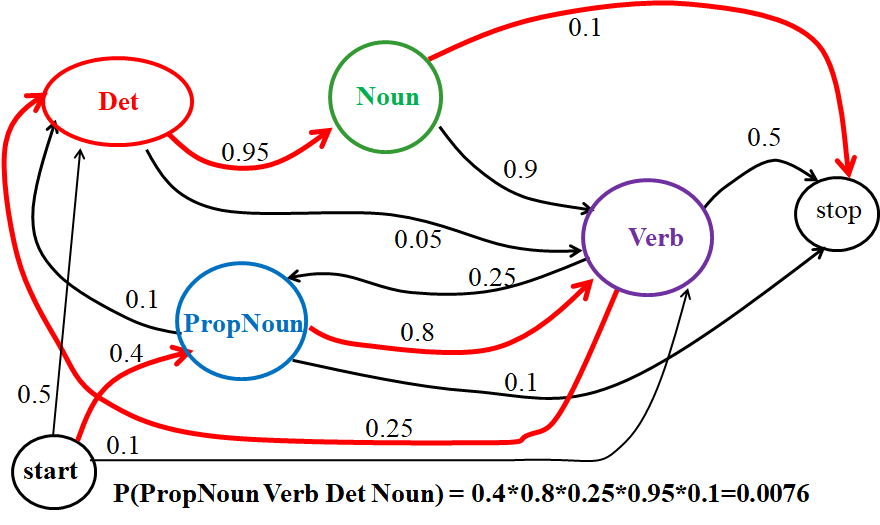 0.1
Det
Noun
0.95
0.5
0.9
stop
0.05
Verb
0.25
0.1
PropNoun
0.8
0.4
0.1
0.5
0.25
0.1
start
P(PropNoun Verb Det Noun) = 0.4*0.8*0.25*0.95*0.1=0.0076